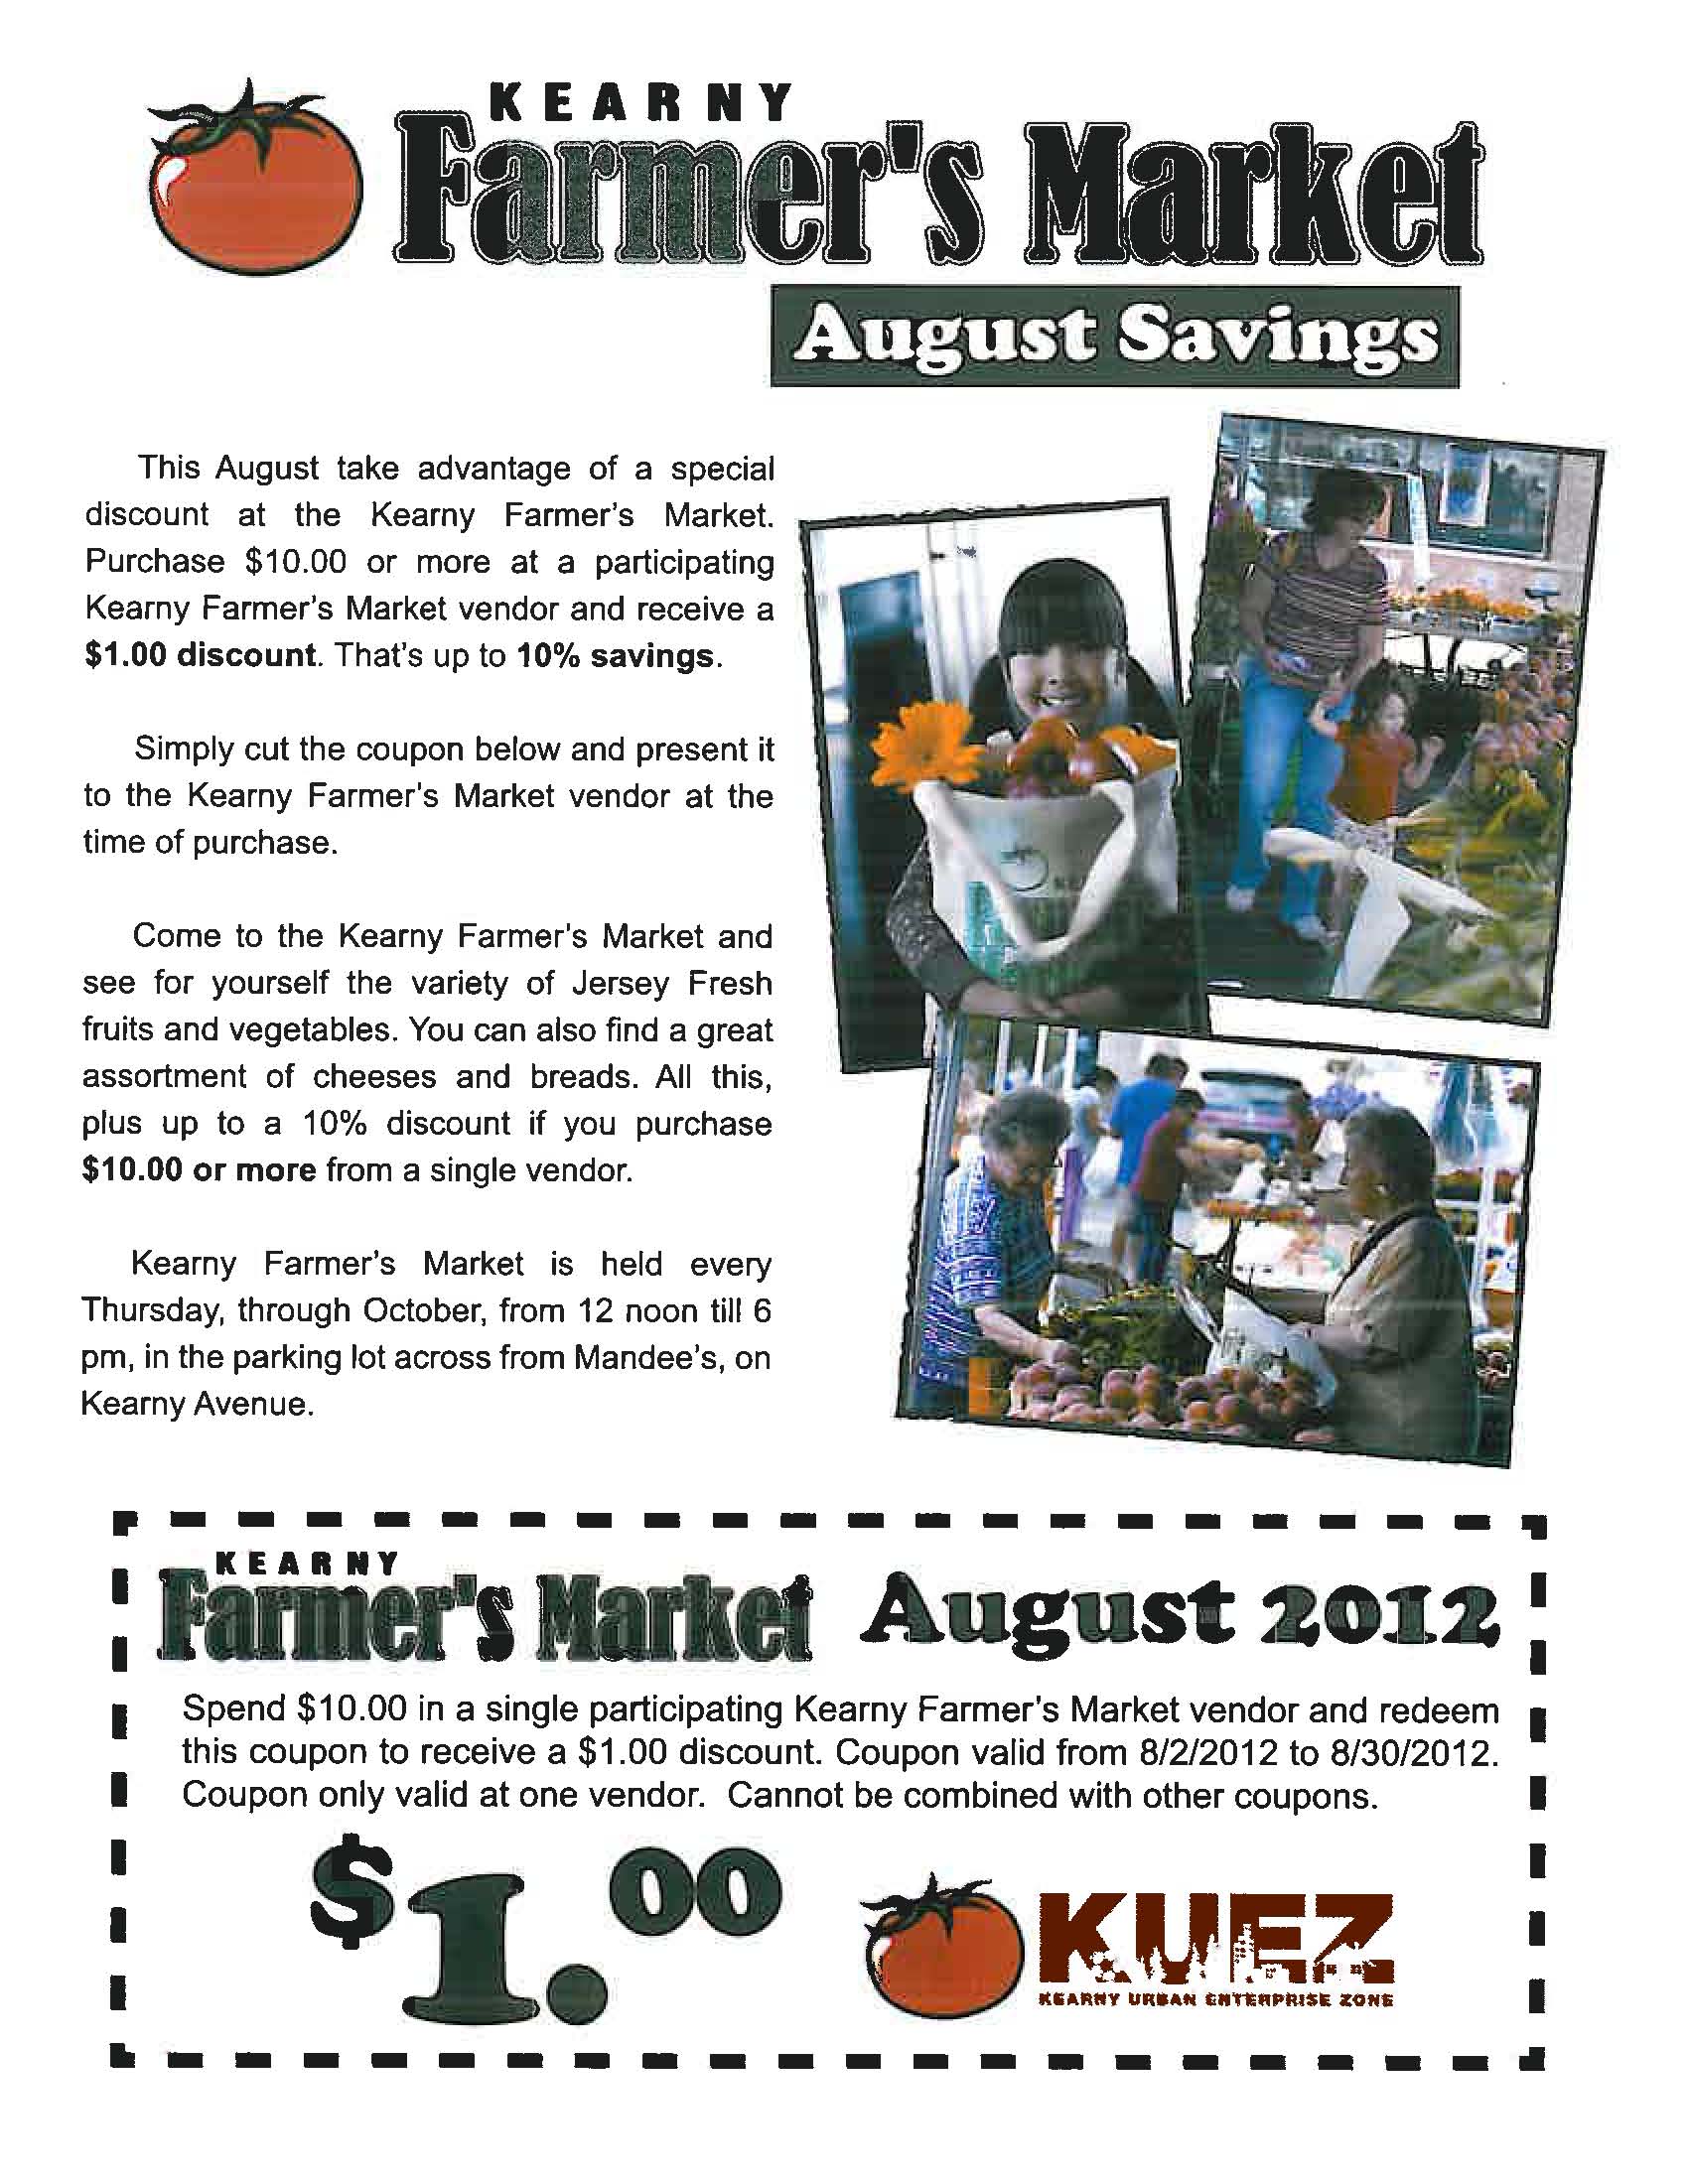 KEARNY
Farmer's Market
August Savings
This August take advantage of a special
discount at the Kearny Farmer's Market.
Purchase $10.00 or more at a participating
Kearny Farmer's Market vendor and receive a
$1.00 discount. That's up to 10% savings.
Simply cut the coupon below and present it
to the Kearny Farmer's Market vendor at the
time of purchase.
Come to the Kearny Farmer's Market and
see for yourself the variety of Jersey Fresh
fruits and vegetables. You can also find a great
assortment of cheeses and breads. All this,
plus up to a 10% discount if you purchase
$10.00 or more from a single vendor.
Kearny Farmer's Market is held every
Thursday, through October, from 12 noon till 6
pm, in the parking lot across from Mandee's, on
Kearny Avenue.
KEARNY
Farmer's Market August 2012
Spend $10.00 in a single participating Kearny Farmer's Market vendor and redeem
this coupon to receive a $1.00 discount. Coupon valid from 8/2/2012 to 8/30/2012.
Coupon only valid at one vendor. Cannot be combined with other coupons.
$1.00
KUEZ
KEARNY URBAN ENTERPRISE ZONE